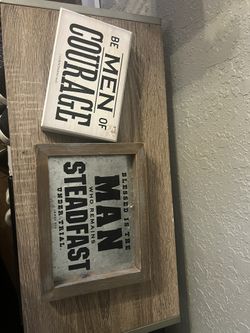 BE
MEN OF
COURAGE
BLESSED IS THE
MAN
WHO REMAINS
STEADFAST
UNDER TRIAL.